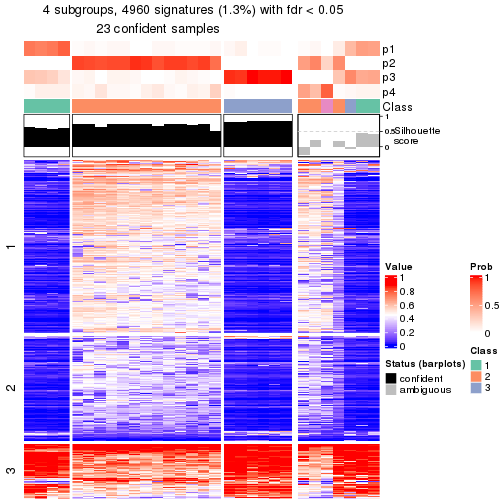 4 subgroups, 4960 signatures (1.3%) with fdr < 0.05
23 confident samples
p1
p2
p3
p4
Class
1
0.5
0
Silhouette
score
1
2
3
Value
1
0.8
0.6
0.4
0.2
0
Prob
1
0.5
0
Status (barplots)
confident
ambiguous
Class
1
2
3